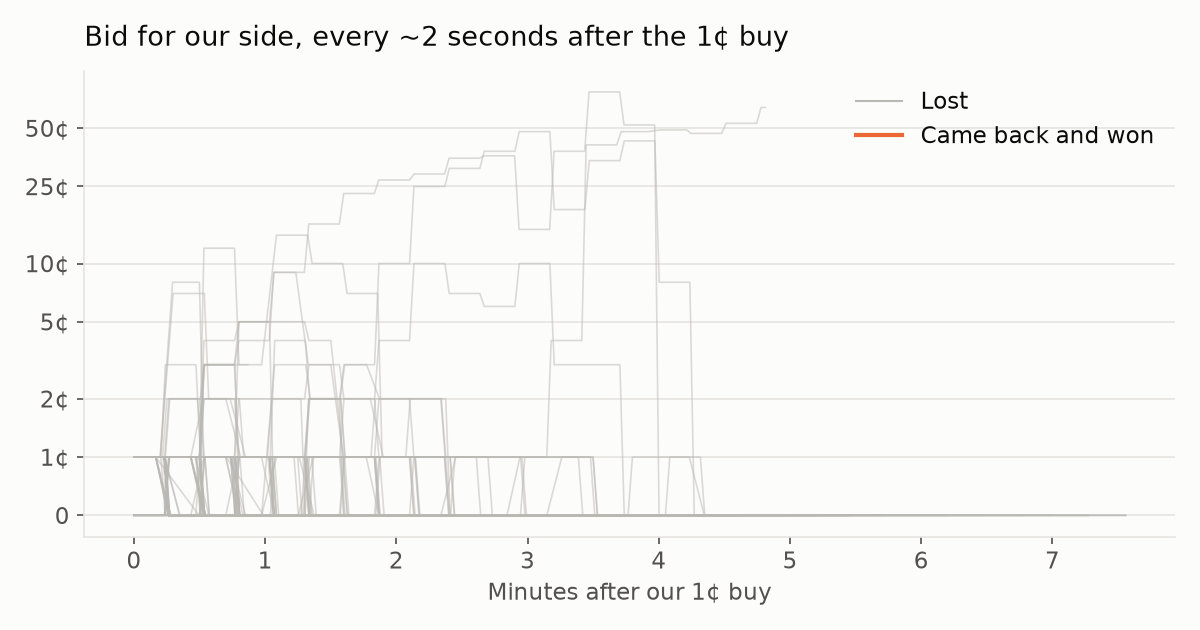 Bid for our side, every ~2 seconds after the 1¢ buy
Lost
Came back and won
50¢
25¢
10¢
5¢
2¢
1¢
0
0 1 2 3 4 5 6 7
Minutes after our 1¢ buy